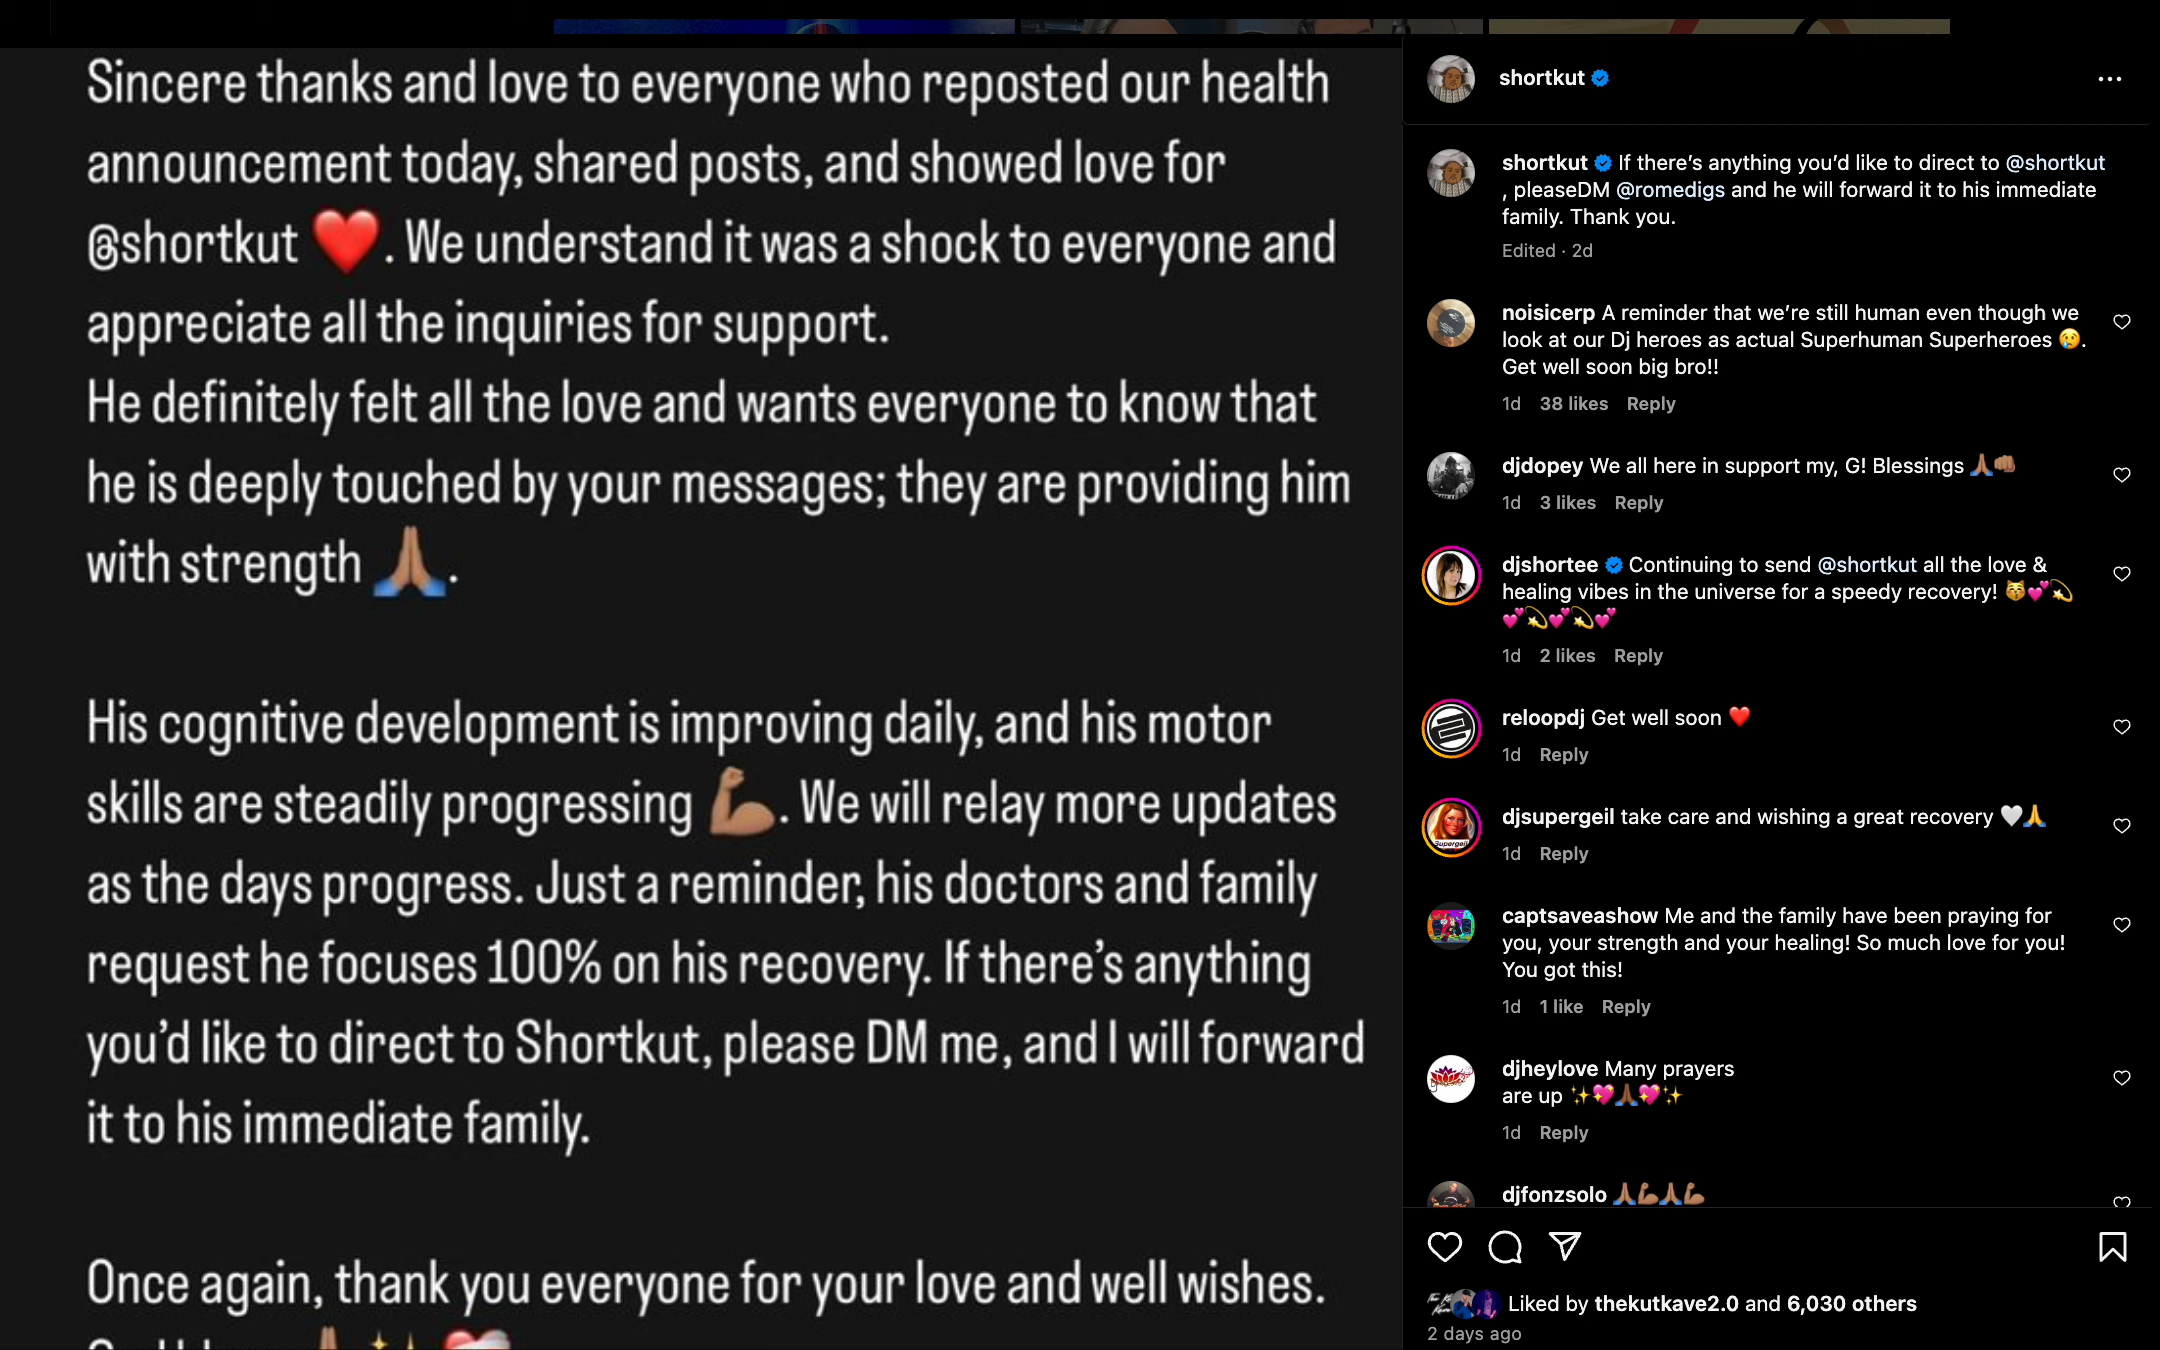 Sincere thanks and love to everyone who reposted our health
announcement today, shared posts, and showed love for
@shortkut ❤️. We understand it was a shock to everyone and
appreciate all the inquiries for support.
He definitely felt all the love and wants everyone to know that
he is deeply touched by your messages; they are providing him
with strength 🙏🏽.
His cognitive development is improving daily, and his motor
skills are steadily progressing 💪🏽. We will relay more updates
as the days progress. Just a reminder, his doctors and family
request he focuses 100% on his recovery. If there’s anything
you’d like to direct to Shortkut, please DM me, and I will forward
it to his immediate family.
Once again, thank you everyone for your love and well wishes.
shortkut
shortkut If there’s anything you’d like to direct to @shortkut
, pleaseDM @romedigs and he will forward it to his immediate
family. Thank you.
Edited · 2d
noisicerp A reminder that we’re still human even though we
look at our Dj heroes as actual Superhuman Superheroes 😢.
Get well soon big bro!!
1d 38 likes Reply
djdopey We all here in support my, G! Blessings 🙏🏽👊🏽
1d 3 likes Reply
djshortee Continuing to send @shortkut all the love &
healing vibes in the universe for a speedy recovery! 😽💕💫
💕💫💕💫💕
1d 2 likes Reply
reloopdj Get well soon ❤️
1d Reply
djsupergeil take care and wishing a great recovery 🤍🙏
1d Reply
captsaveashow Me and the family have been praying for
you, your strength and your healing! So much love for you!
You got this!
1d 1 like Reply
djheylove Many prayers
are up ✨💖🙏🏾💖✨
1d Reply
djfonzsolo 🙏🏽💪🏽🙏🏽💪🏽
Liked by thekutkave2.0 and 6,030 others
2 days ago